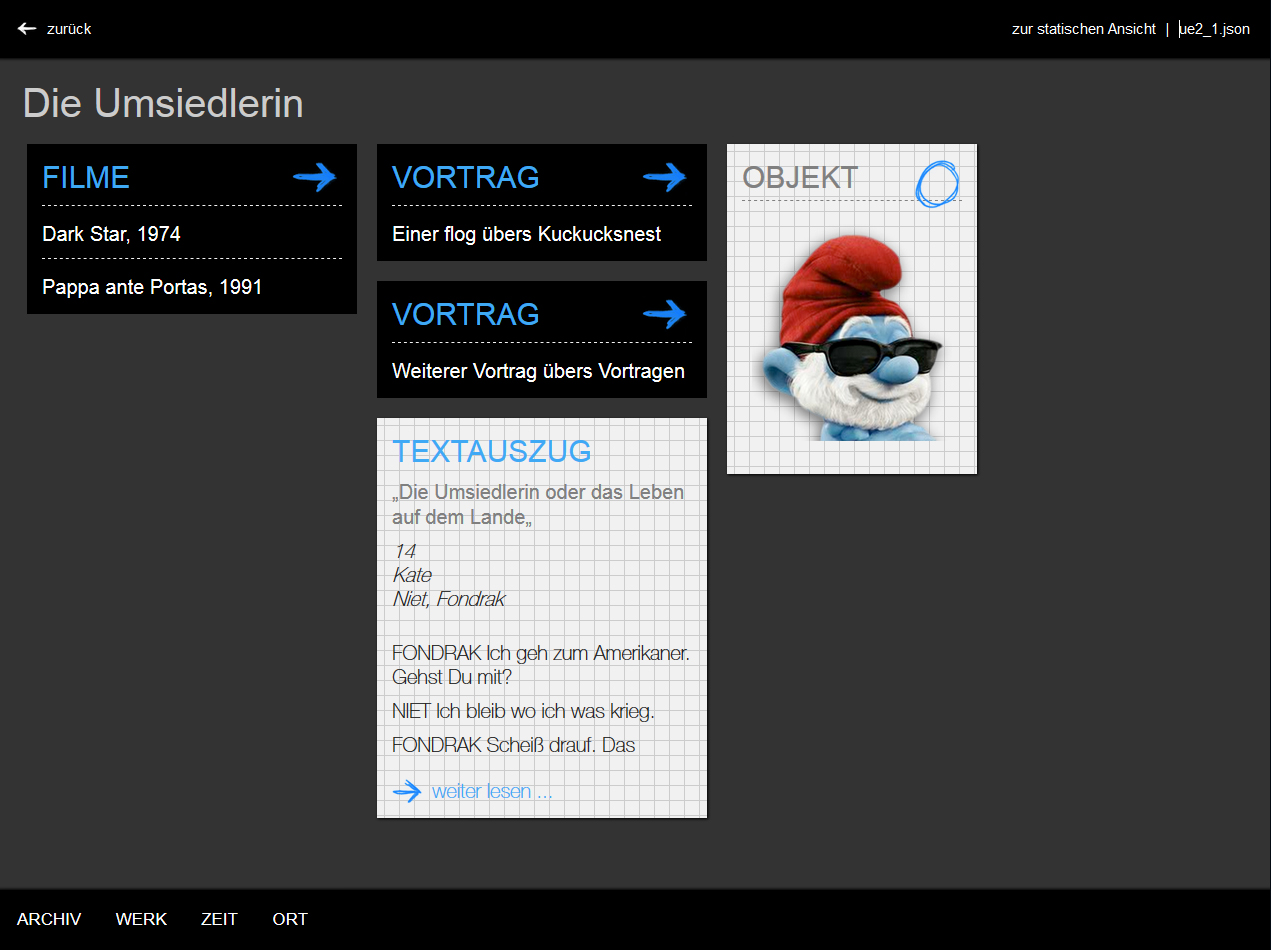 zurück
zur statischen Ansicht | ue2_1.json
Die Umsiedlerin
FILME
Dark Star, 1974
Pappa ante Portas, 1991
VORTRAG
Einer flog übers Kuckucksnest
VORTRAG
Weiterer Vortrag übers Vortragen
TEXTAUSZUG
„Die Umsiedlerin oder das Leben
auf dem Lande„
14
Kate
Niet, Fondrak
FONDRAK Ich geh zum Amerikaner.
Gehst Du mit?
NIET Ich bleib wo ich was krieg.
FONDRAK Scheiß drauf. Das
weiter lesen ...
OBJEKT
ARCHIV WERK ZEIT ORT